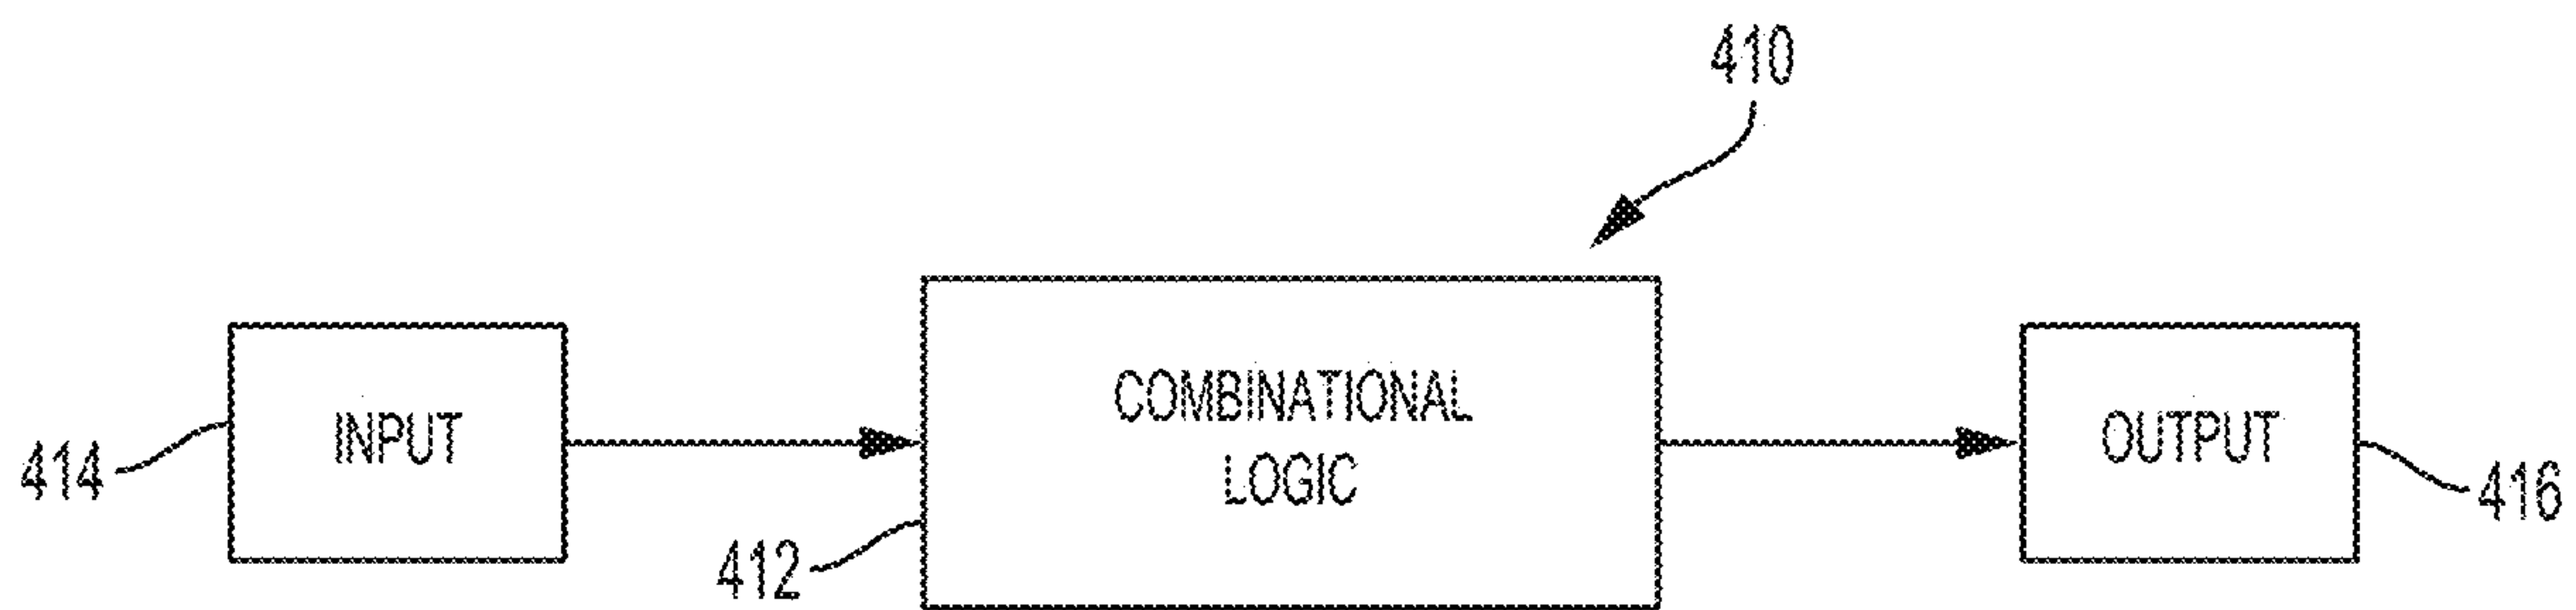 410
INPUT
COMBINATIONAL
LOGIC
OUTPUT
414
412
416